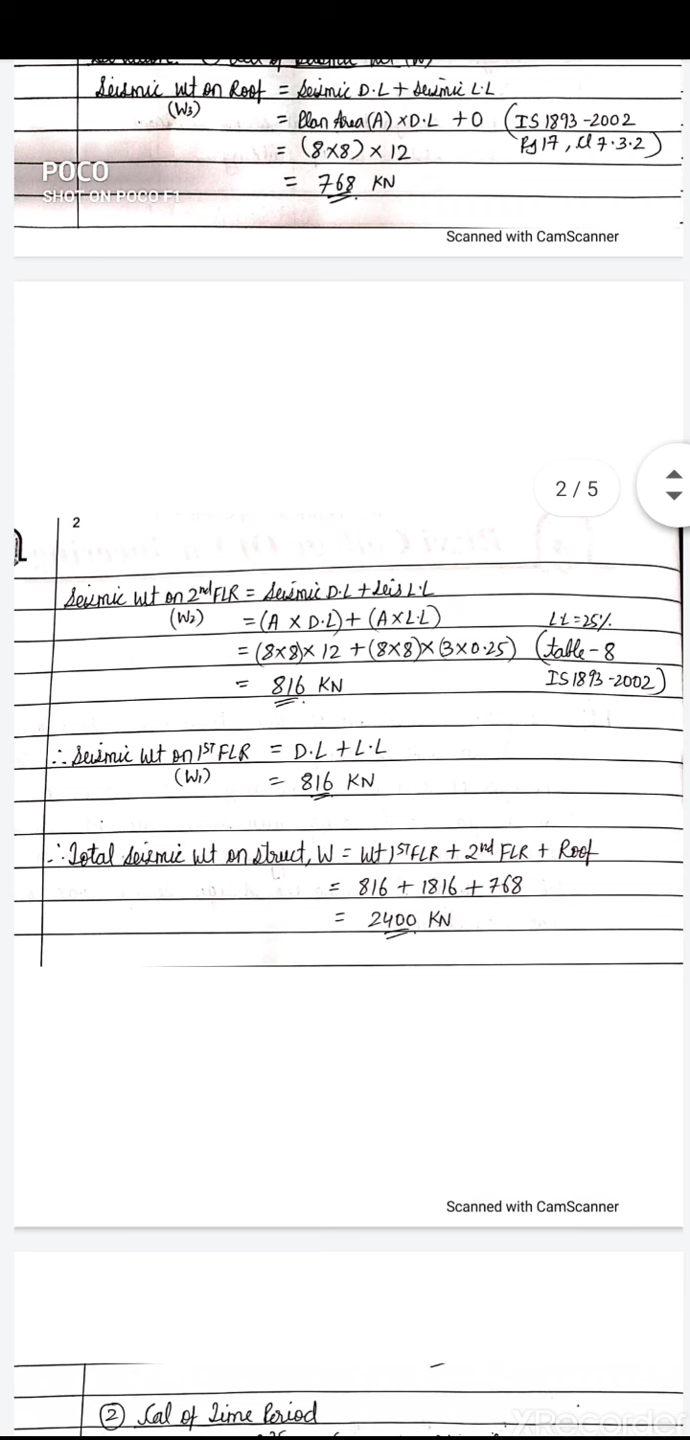 Seismic wt on Roof = Seismic D.L + Seismic L.L
(W3) = Plan Area (A) × D.L + 0 (IS 1893-2002
= (8×8) × 12 Pg 17, Cl 7.3.2)
POCO
SHOT ON POCO F1
= 768 KN
Scanned with CamScanner
2 / 5
2
Seismic wt on 2nd FLR = Seismic D.L + Seis L.L
(W2) = (A × D.L) + (A × L.L) LL = 25%
= (8×8) × 12 + (8×8) × (3×0.25) (Table - 8
= 816 KN IS 1893-2002)
∴ Seismic wt on 1ST FLR = D.L + L.L
(W1) = 816 KN
∴ Total Seismic wt on struct, W = wt 1ST FLR + 2nd FLR + Roof
= 816 + 1816 + 768
= 2400 KN
Scanned with CamScanner
② Cal of Time Period
XRecorder